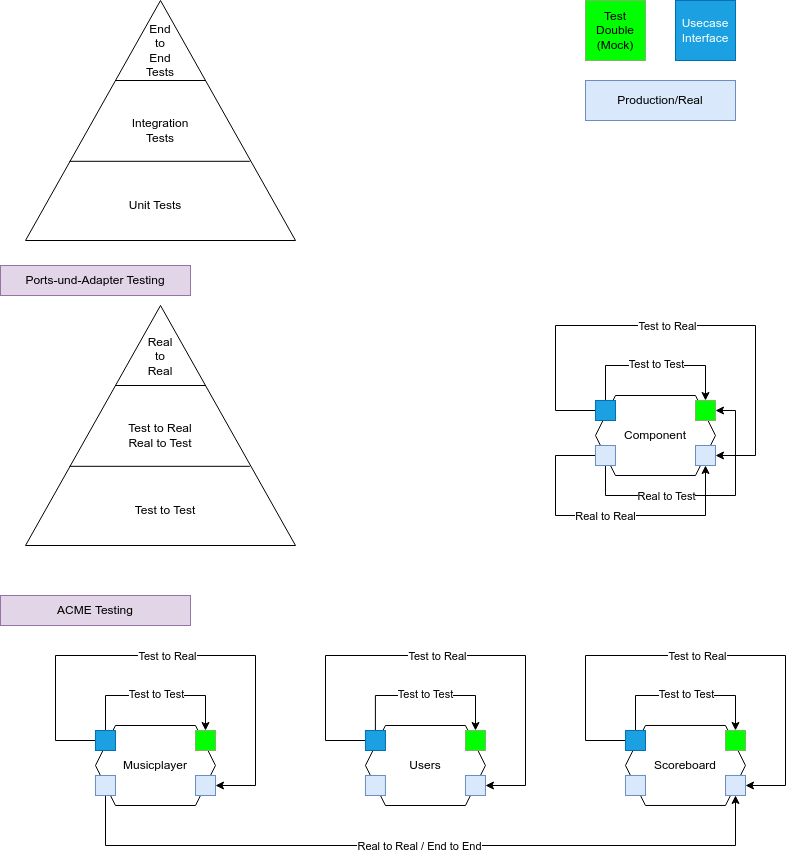 End
to
End
Tests
Integration
Tests
Unit Tests
Test
Double
(Mock)
Usecase
Interface
Production/Real
Ports-und-Adapter Testing
Real
to
Real
Test to Real
Real to Test
Test to Test
Test to Real
Test to Test
Component
Real to Test
Real to Real
ACME Testing
Test to Real
Test to Test
Musicplayer
Test to Real
Test to Test
Users
Test to Real
Test to Test
Scoreboard
Real to Real / End to End